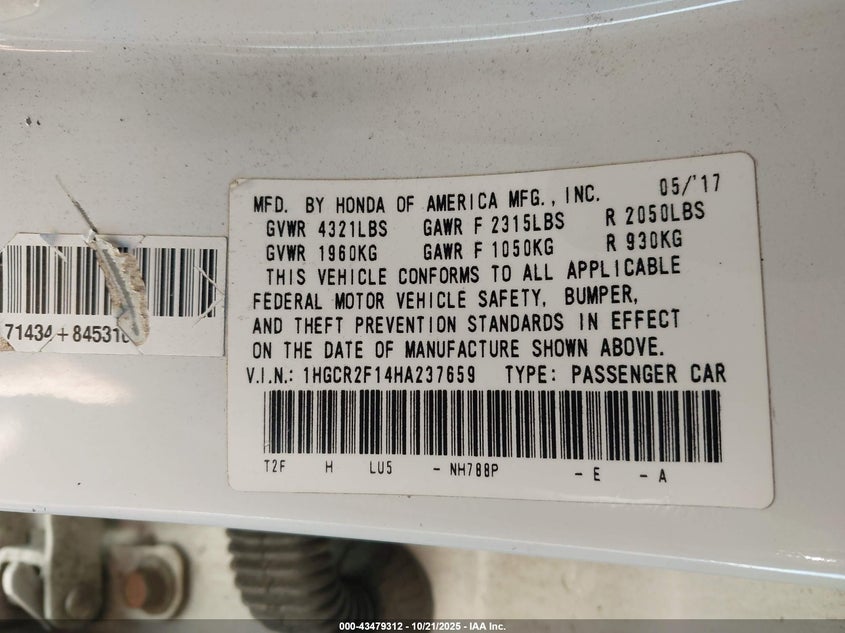 MFD. BY HONDA OF AMERICA MFG., INC. 05/'17
GVWR 4321LBS GAWR F 2315LBS R 2050LBS
GVWR 1960KG GAWR F 1050KG R 930KG
THIS VEHICLE CONFORMS TO ALL APPLICABLE
FEDERAL MOTOR VEHICLE SAFETY, BUMPER,
AND THEFT PREVENTION STANDARDS IN EFFECT
ON THE DATE OF MANUFACTURE SHOWN ABOVE.
V.I.N.: 1HGCR2F14HA237659 TYPE: PASSENGER CAR
T2F H LU5 - NH788P - E - A
71434 +
000-43479312 - 10/21/2025 - IAA Inc.